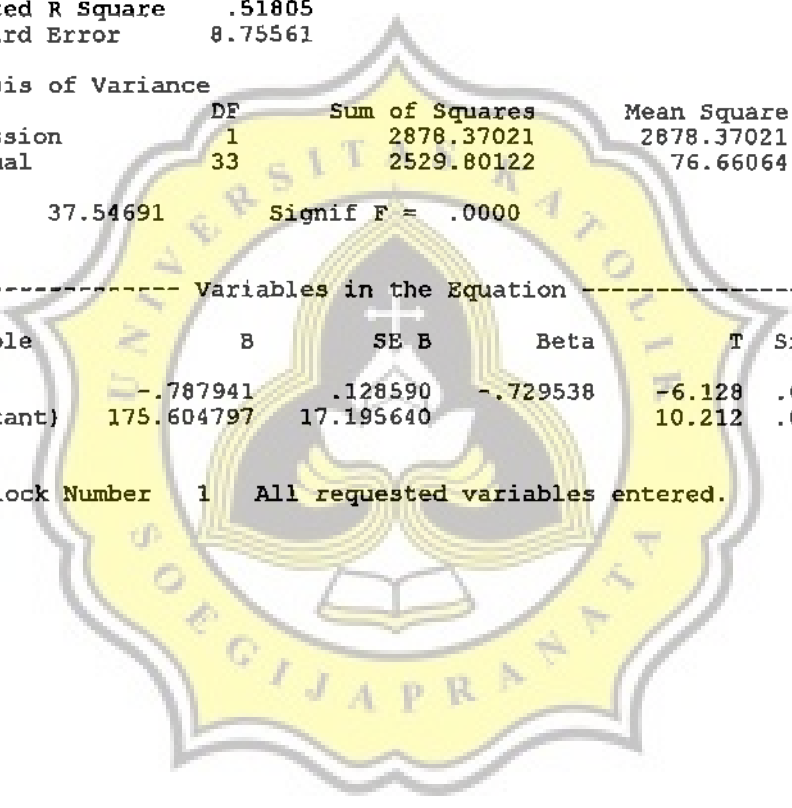 ted R Square .51805
rd Error 8.75561
is of Variance
DF Sum of Squares Mean Square
ssion 1 2878.37021 2878.37021
ual 33 2529.80122 76.66064
37.54691 Signif F = .0000
------------ Variables in the Equation ---------------
ole B SE B Beta T S
-.787941 .128590 -.729538 -6.128
tant) 175.604797 17.195640 10.212
lock Number 1 All requested variables entered.
UNIVERSITAS KATOLIK
SOEGIJAPRANATA